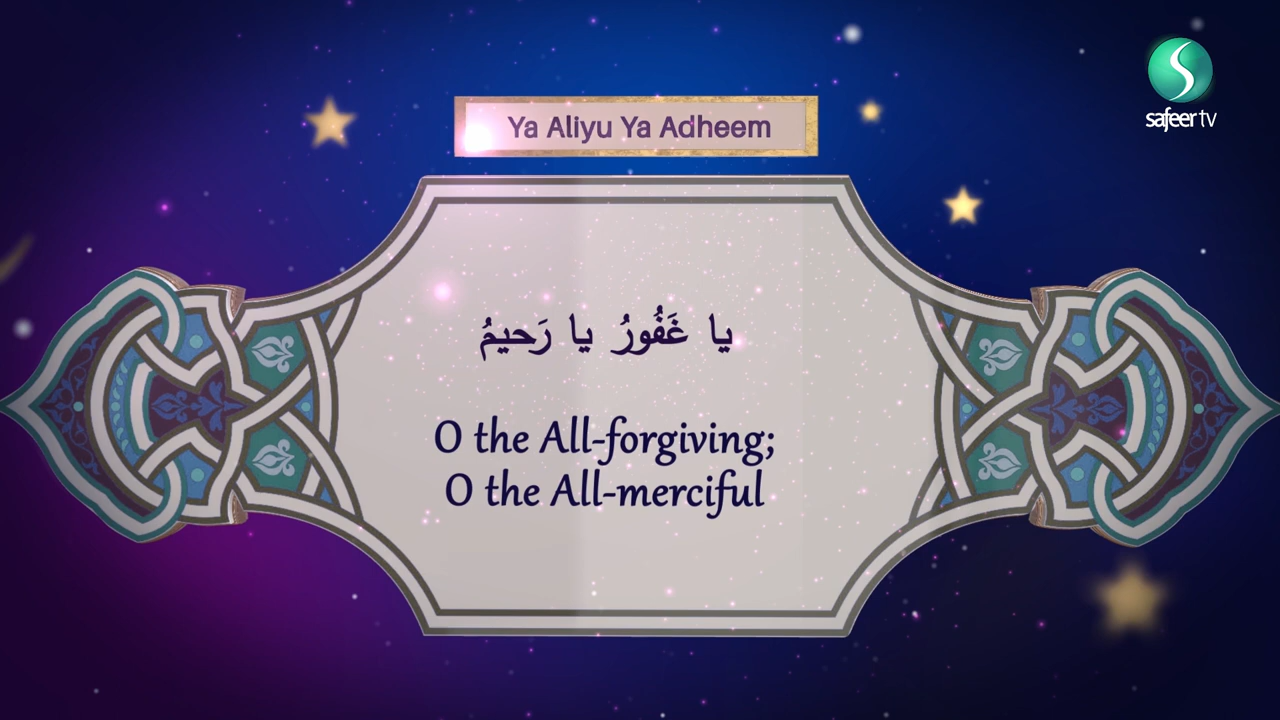 safeer tv
Ya Aliyu Ya Adheem
يا غَفُورُ يا رَحيمُ
O the All-forgiving;
O the All-merciful